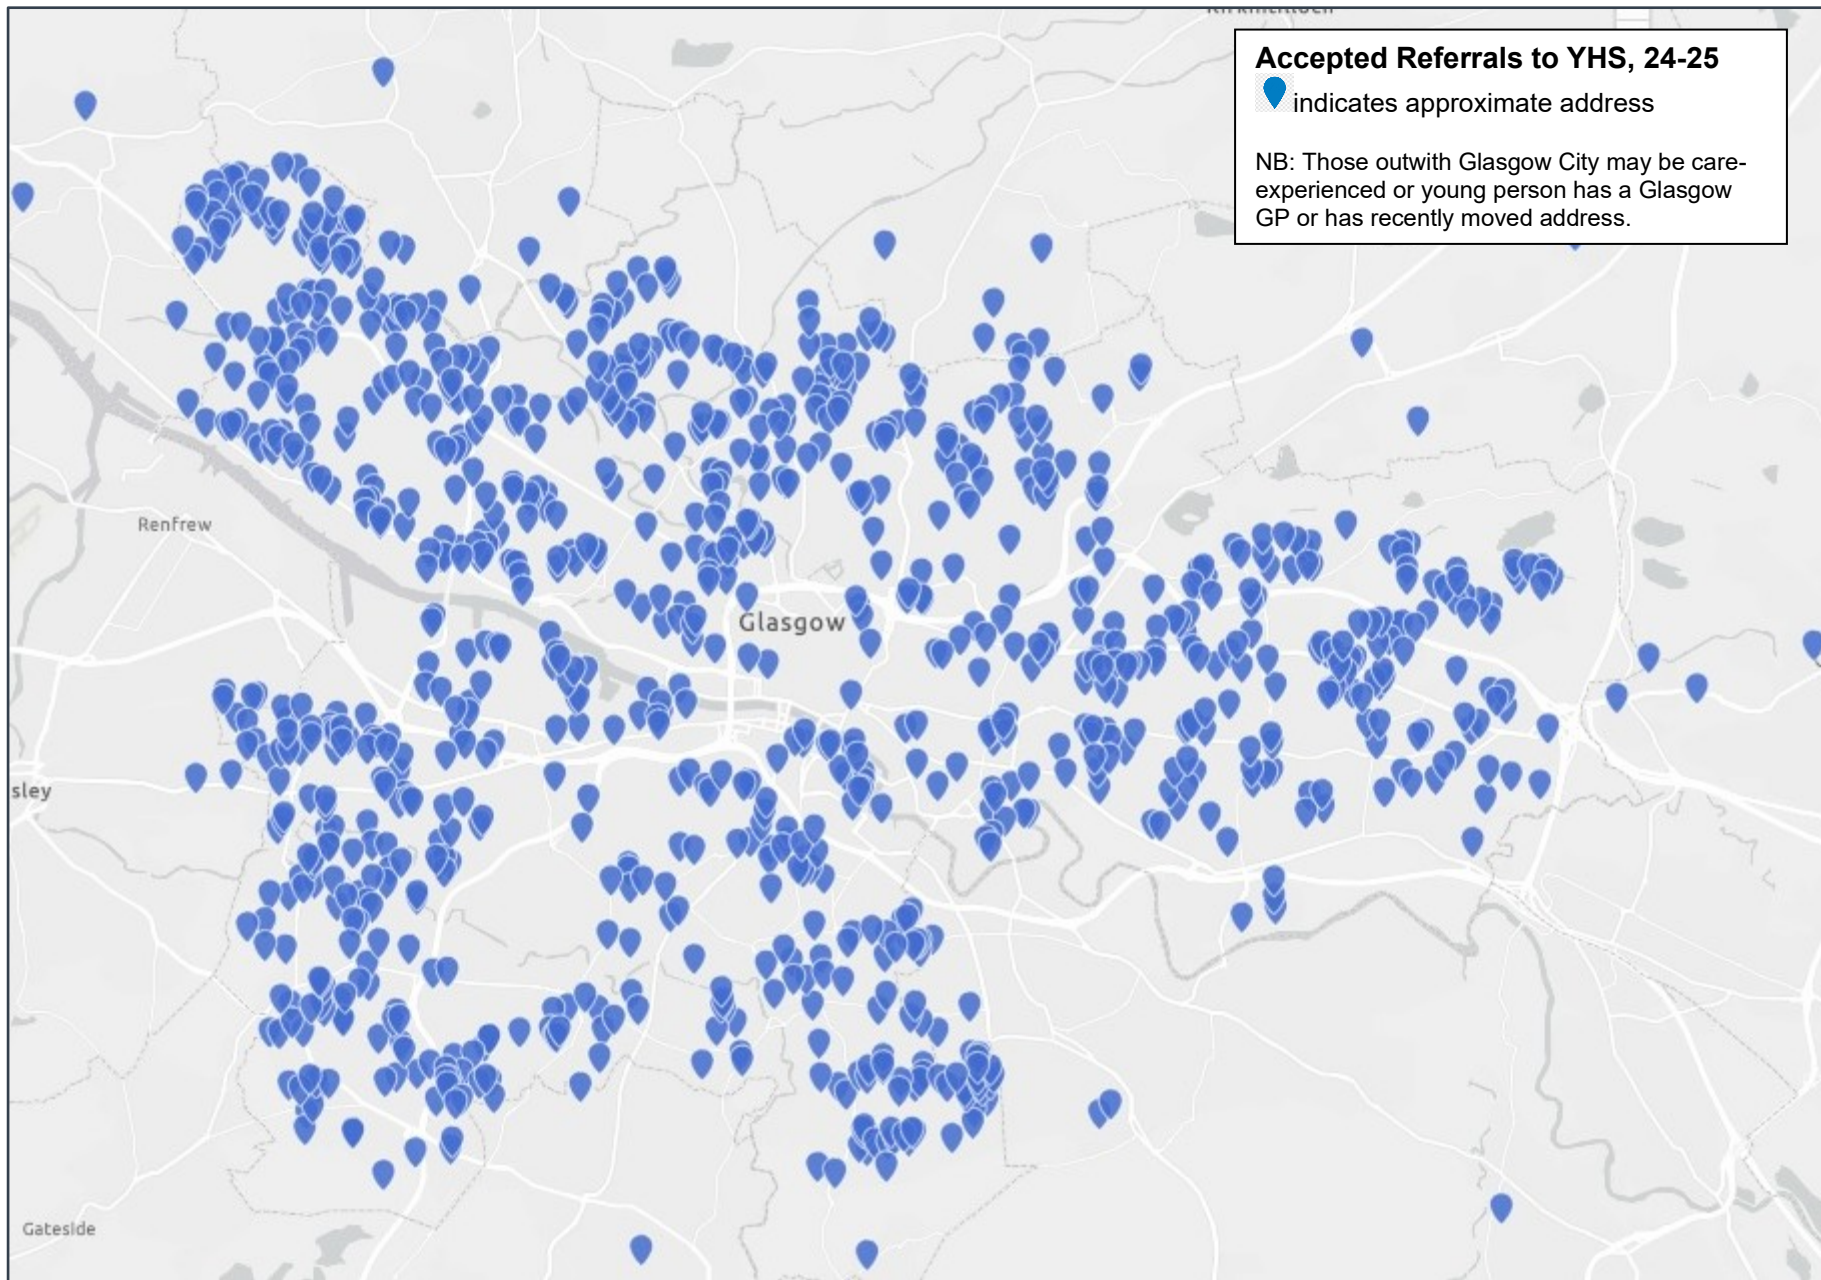 Accepted Referrals to YHS, 24-25
indicates approximate address
NB: Those outwith Glasgow City may be care-
experienced or young person has a Glasgow
GP or has recently moved address.
Renfrew
Glasgow
sley
Gateside